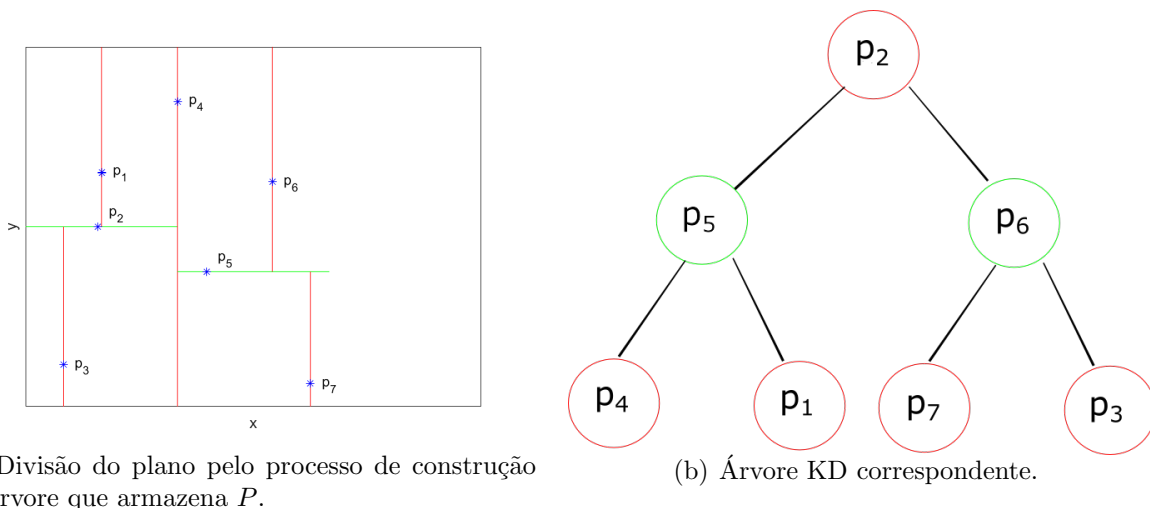 p4
p1
p6
p2
y
p5
p3
p7
x
Divisão do plano pelo processo de construção
rvore que armazena P.
p2
p5
p6
p4
p1
p7
p3
(b) Árvore KD correspondente.